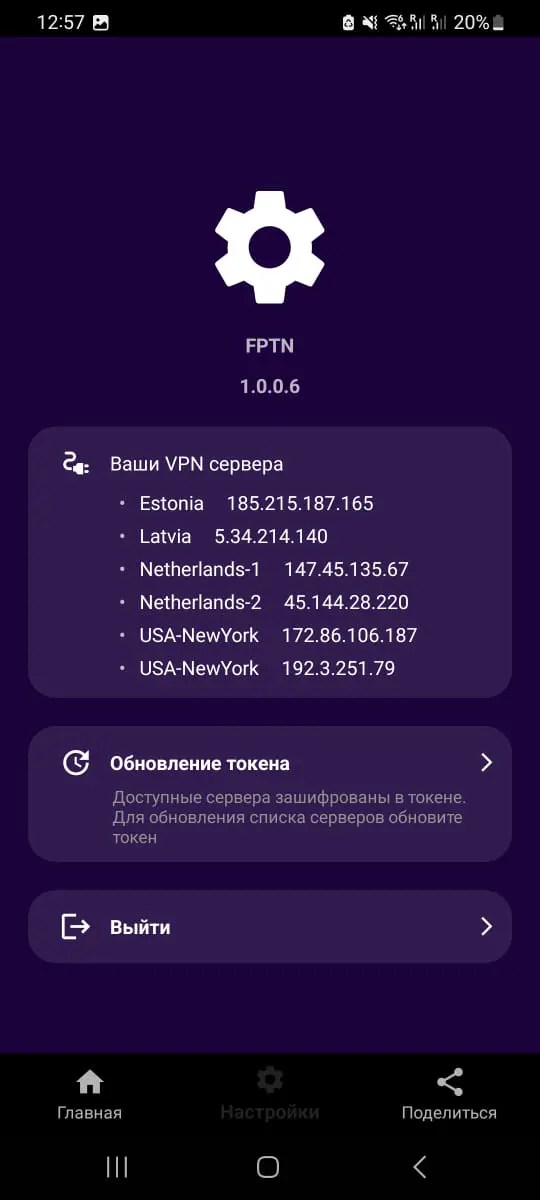 12:57 20%
FPTN
1.0.0.6
Ваши VPN сервера
• Estonia 185.215.187.165
• Latvia 5.34.214.140
• Netherlands-1 147.45.135.67
• Netherlands-2 45.144.28.220
• USA-NewYork 172.86.106.187
• USA-NewYork 192.3.251.79
Обновление токена
Доступные сервера зашифрованы в токене.
Для обновления списка серверов обновите
токен
Выйти
Главная Настройки Поделиться